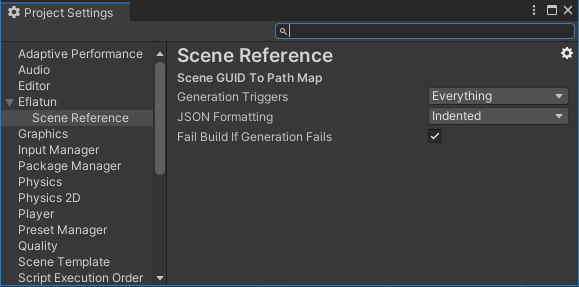 Project Settings
Adaptive Performance
Audio
Editor
Eflatun
Scene Reference
Graphics
Input Manager
Package Manager
Physics
Physics 2D
Player
Preset Manager
Quality
Scene Template
Script Execution Order
Scene Reference
Scene GUID To Path Map
Generation Triggers Everything
JSON Formatting Indented
Fail Build If Generation Fails